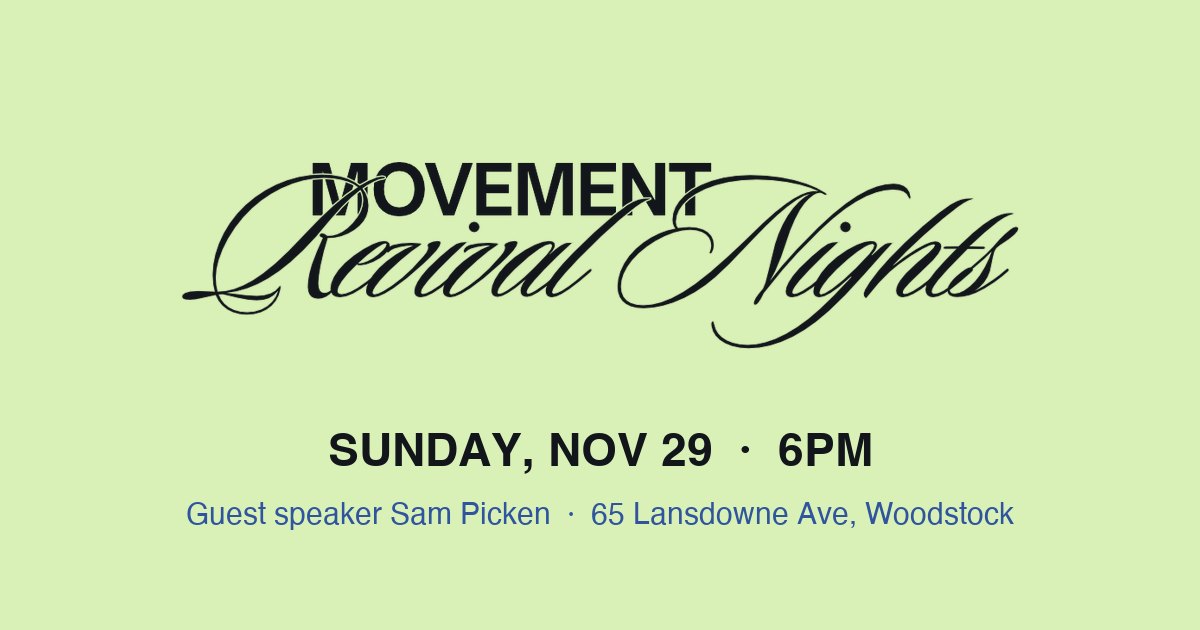 MOVEMENT
Revival Nights
SUNDAY, NOV 29 · 6PM
Guest speaker Sam Picken · 65 Lansdowne Ave, Woodstock